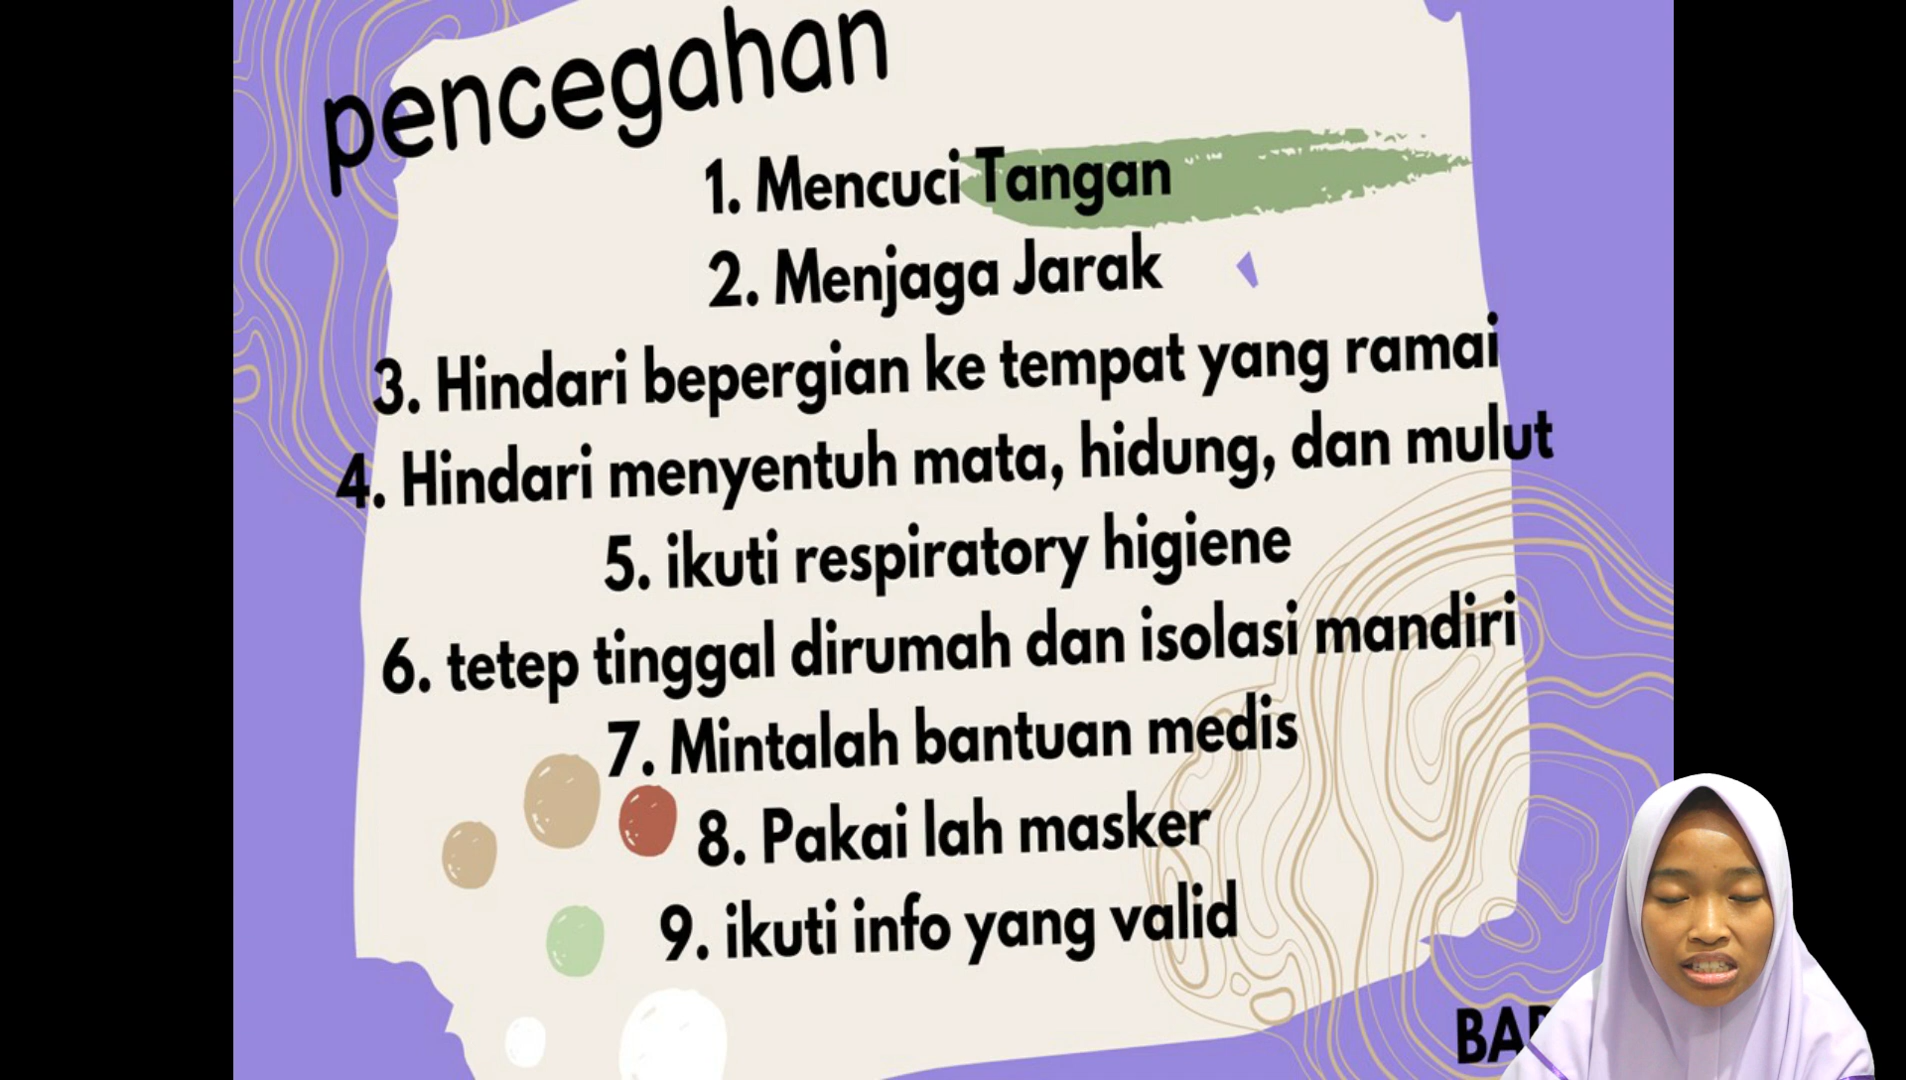 pencegahan
1. Mencuci Tangan
2. Menjaga Jarak
3. Hindari bepergian ke tempat yang ramai
4. Hindari menyentuh mata, hidung, dan mulut
5. ikuti respiratory higiene
6. tetep tinggal dirumah dan isolasi mandiri
7. Mintalah bantuan medis
8. Pakai lah masker
9. ikuti info yang valid